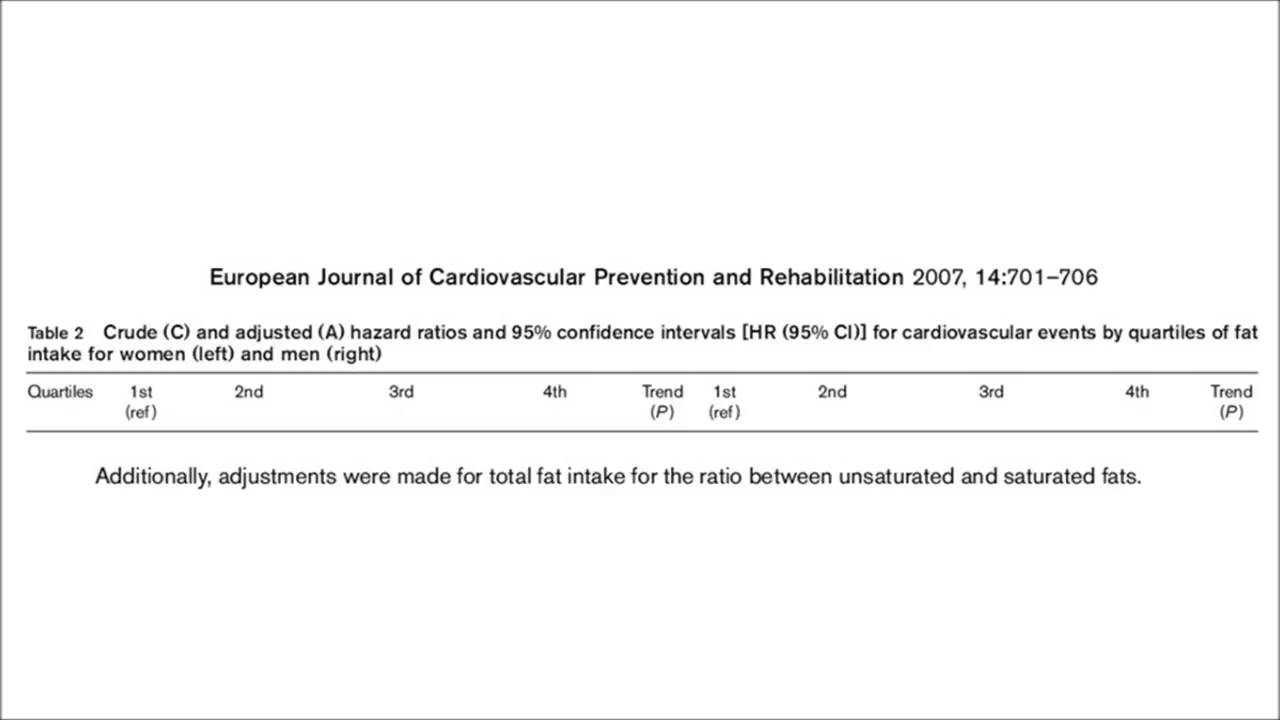 European Journal of Cardiovascular Prevention and Rehabilitation 2007, 14:701–706
Table 2 Crude (C) and adjusted (A) hazard ratios and 95% confidence intervals [HR (95% CI)] for cardiovascular events by quartiles of fat
intake for women (left) and men (right)
Quartiles 1st 2nd 3rd 4th Trend 1st 2nd 3rd 4th Trend
(ref) (P) (ref) (P)
Additionally, adjustments were made for total fat intake for the ratio between unsaturated and saturated fats.